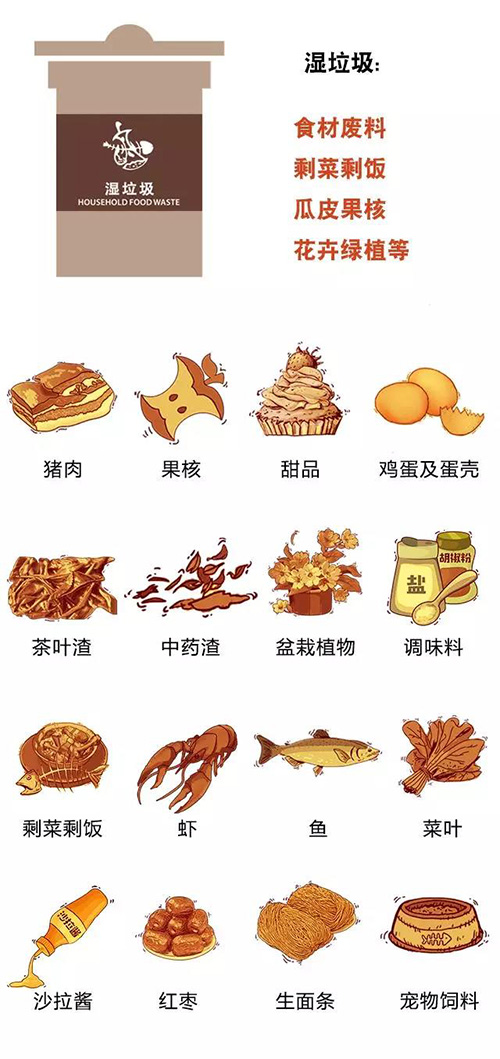 湿垃圾:
食材废料
剩菜剩饭
瓜皮果核
花卉绿植等
湿垃圾
HOUSEHOLD FOOD WASTE
猪肉
果核
甜品
鸡蛋及蛋壳
胡椒粉
盐
茶叶渣
中药渣
盆栽植物
调味料
剩菜剩饭
虾
鱼
菜叶
沙拉酱
沙拉酱
红枣
生面条
宠物饲料